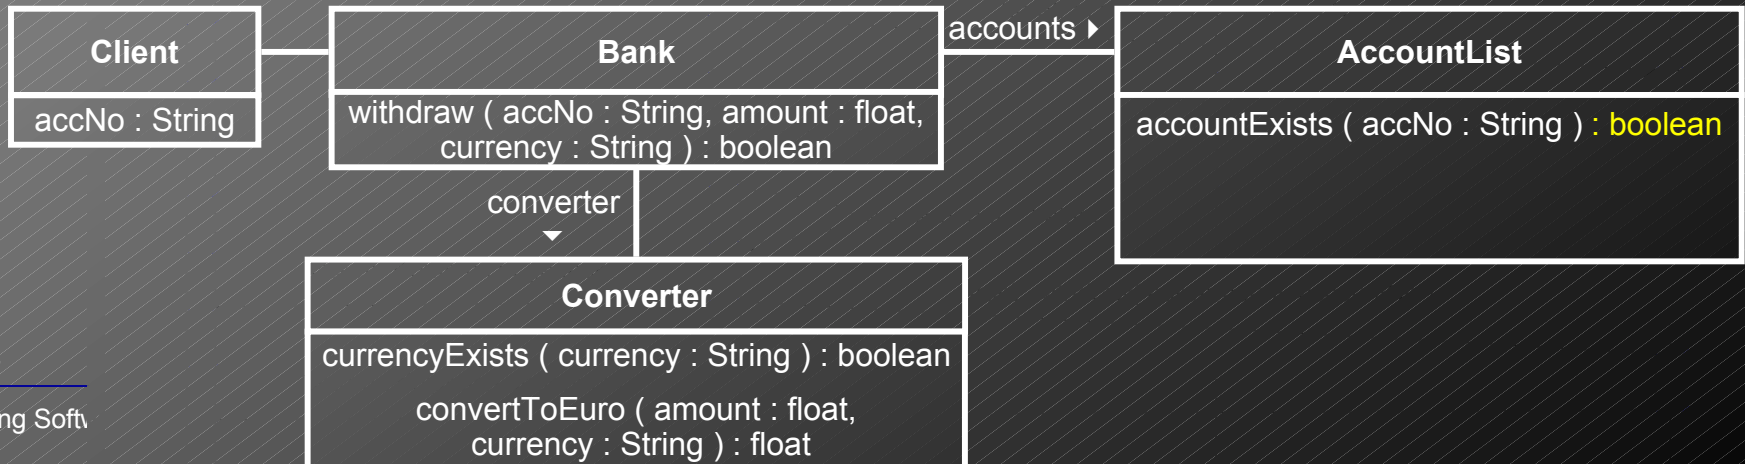 Client
accNo : String
Bank
withdraw ( accNo : String, amount : float,
currency : String ) : boolean
accounts
AccountList
accountExists ( accNo : String ) : boolean
converter
Converter
currencyExists ( currency : String ) : boolean
convertToEuro ( amount : float,
currency : String ) : float
ng